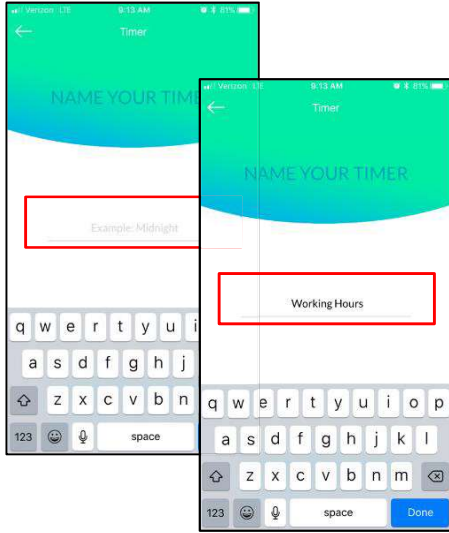 Verizon LTE 9:13 AM 81%
Timer
NAME YOUR TIME
Example: Midnight
q w e r t y u i
a s d f g h j
z x c v b n
123 space
Verizon LTE 9:13 AM 81%
Timer
NAME YOUR TIMER
Working Hours
q w e r t y u i o p
a s d f g h j k l
z x c v b n m
123 space Done